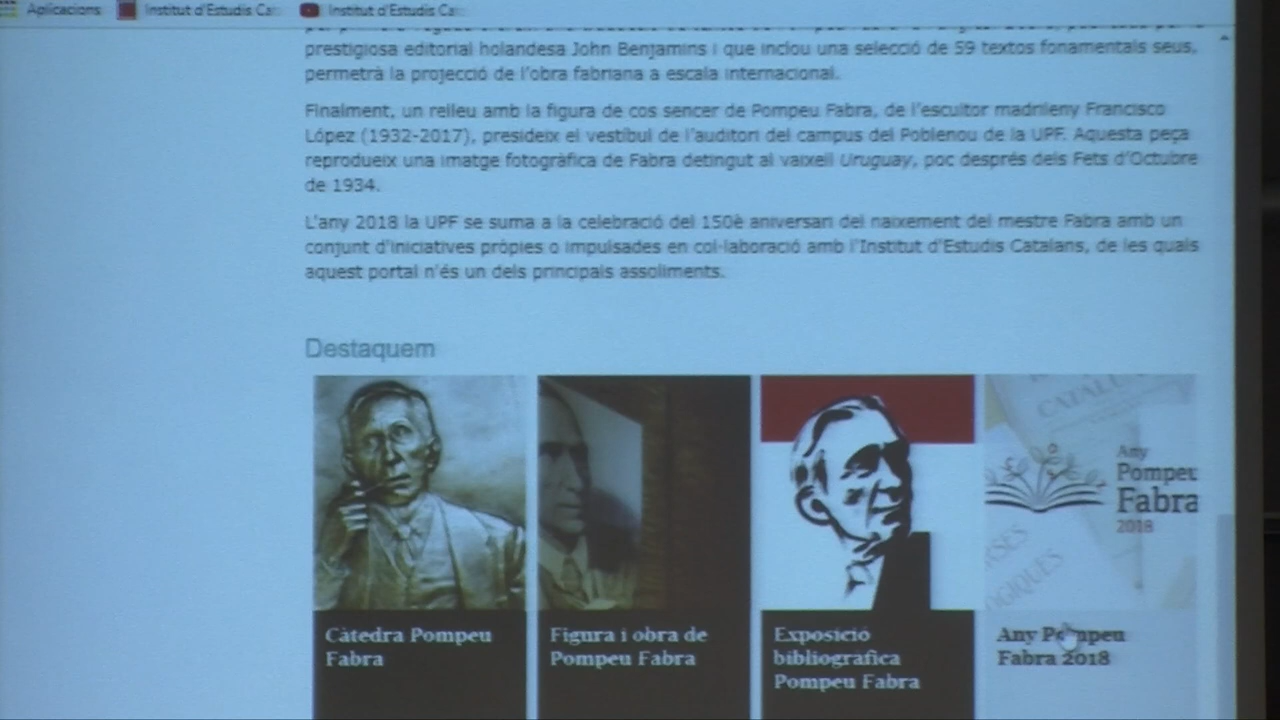 Aplicacions
Institut d'Estudis Ca
Institut d'Estudis Ca
prestigiosa editorial holandesa John Benjamins i que inclou una selecció de 59 textos fonamentals seus,
permetrà la projecció de l'obra fabriana a escala internacional.
Finalment, un relleu amb la figura de cos sencer de Pompeu Fabra, de l'escultor madrileny Francisco
López (1932-2017), presideix el vestíbul de l'auditori del campus del Poblenou de la UPF. Aquesta peça
reprodueix una imatge fotogràfica de Fabra detingut al vaixell Uruguay, poc després dels Fets d'Octubre
de 1934.
L'any 2018 la UPF se suma a la celebració del 150è aniversari del naixement del mestre Fabra amb un
conjunt d'iniciatives pròpies o impulsades en col·laboració amb l'Institut d'Estudis Catalans, de les quals
aquest portal n'és un dels principals assoliments.
Destaquem
Any
Pompeu
Fabra
2018
Càtedra Pompeu
Fabra
Figura i obra de
Pompeu Fabra
Exposició
bibliogràfica
Pompeu Fabra
Any Pompeu
Fabra 2018